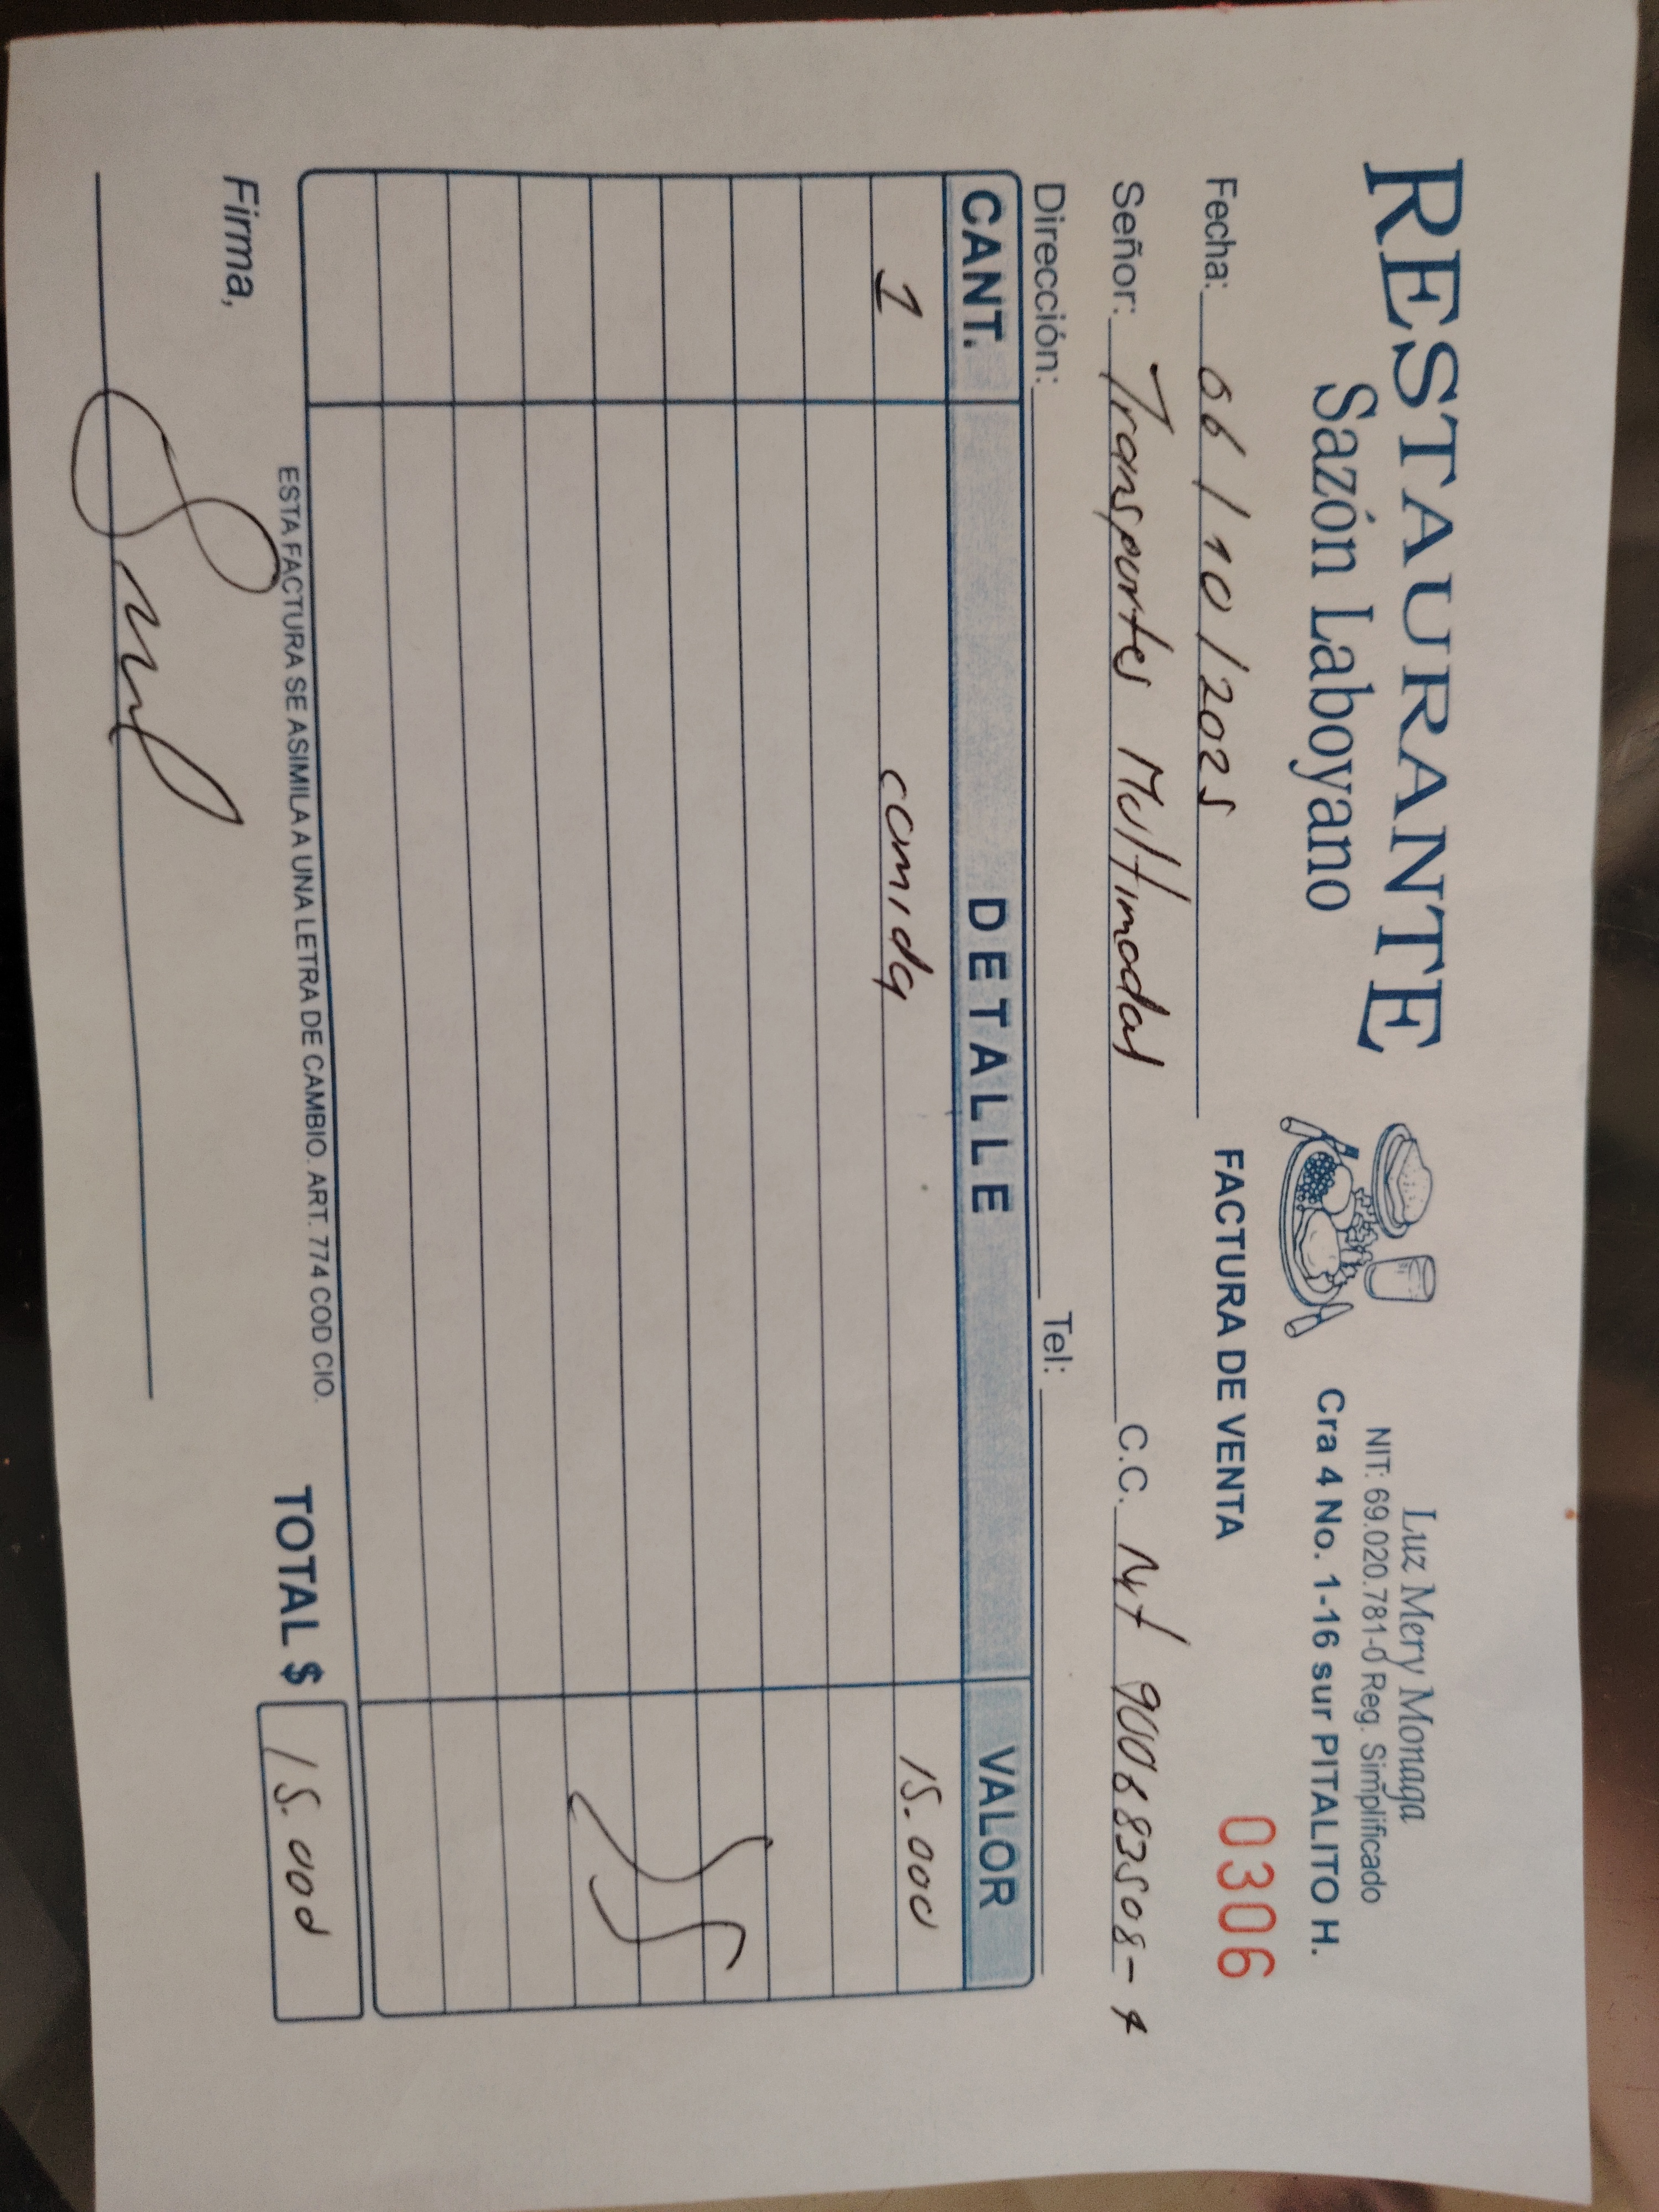 RESTAURANTE
Sazón Laboyano
Luz Mery Monaga
NIT: 69.020.781-0 Reg. Simplificado
Cra 4 No. 1-16 sur PITALITO H.
FACTURA DE VENTA 0306
Fecha: 06/10/2025
Señor: Transportes Multimodal C.C. Nit 900683508-4
Dirección: Tel:
CANT. DETALLE VALOR
1 comida 15.000
ESTA FACTURA SE ASIMILA A UNA LETRA DE CAMBIO. ART. 774 COD CIO.
TOTAL $ 15.000
Firma,